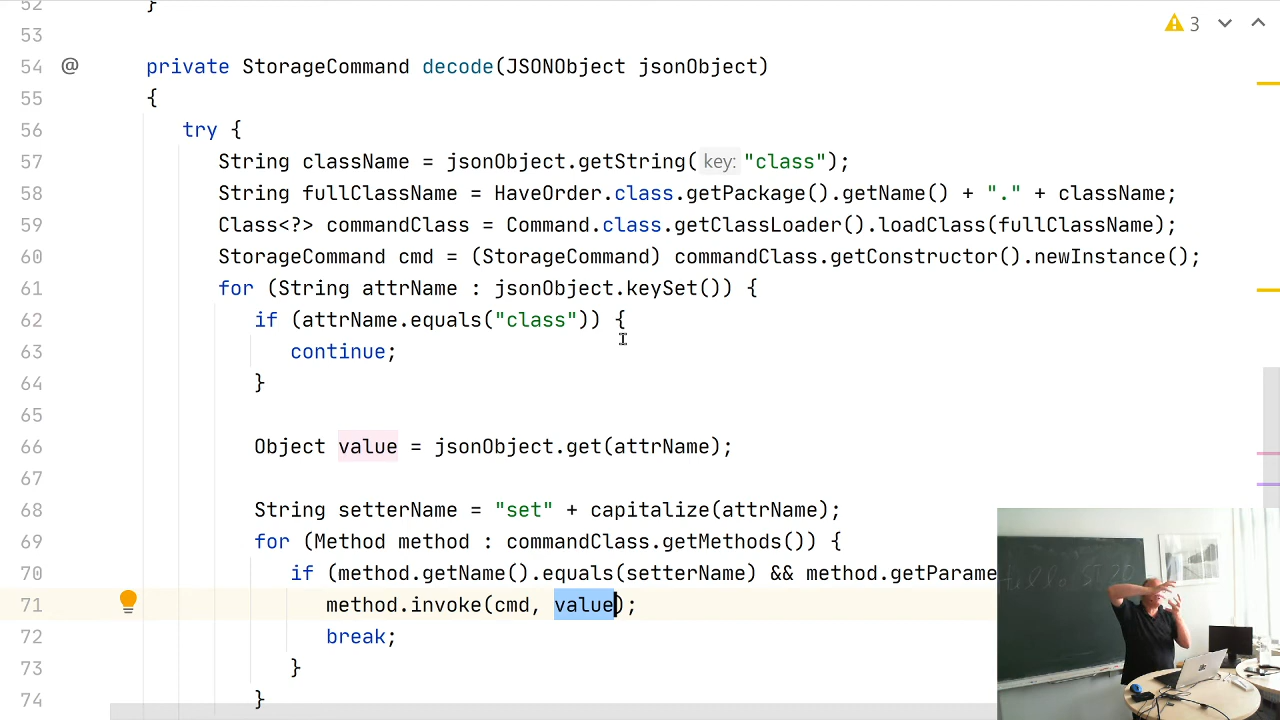 52 }
53
54 @ private StorageCommand decode(JSONObject jsonObject)
55 {
56 try {
57 String className = jsonObject.getString( key: "class");
58 String fullClassName = HaveOrder.class.getPackage().getName() + "." + className;
59 Class<?> commandClass = Command.class.getClassLoader().loadClass(fullClassName);
60 StorageCommand cmd = (StorageCommand) commandClass.getConstructor().newInstance();
61 for (String attrName : jsonObject.keySet()) {
62 if (attrName.equals("class")) {
63 continue;
64 }
65
66 Object value = jsonObject.get(attrName);
67
68 String setterName = "set" + capitalize(attrName);
69 for (Method method : commandClass.getMethods()) {
70 if (method.getName().equals(setterName) && method.getParame
71 method.invoke(cmd, value);
72 break;
73 }
74 }
3
Hello